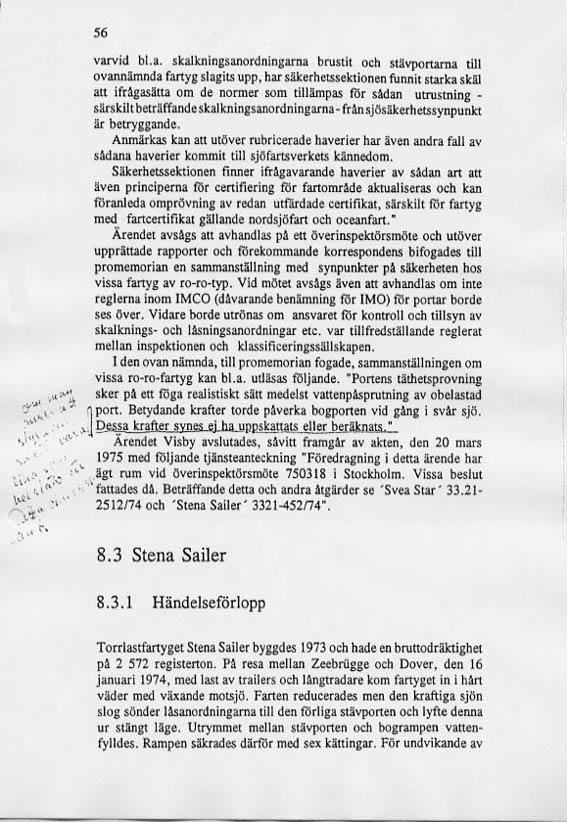 56
varvid bl.a. skalkningsanordningarna brustit och stävportarna till
ovannämnda fartyg slagits upp, har säkerhetssektionen funnit starka skäl
att ifrågasätta om de normer som tillämpas för sådan utrustning -
särskilt beträffande skalkningsanordningarna - från sjösäkerhetssynpunkt
är betryggande.
Anmärkas kan att utöver rubricerade haverier har även andra fall av
sådana haverier kommit till sjöfartsverkets kännedom.
Säkerhetssektionen finner ifrågavarande haverier av sådan art att
även principerna för certifiering för fartområde aktualiseras och kan
föranleda omprövning av redan utfärdade certifikat, särskilt för fartyg
med fartcertifikat gällande nordsjöfart och oceanfart."
Ärendet avsågs att avhandlas på ett överinspektörsmöte och utöver
upprättade rapporter och förekommande korrespondens bifogades till
promemorian en sammanställning med synpunkter på säkerheten hos
vissa fartyg av ro-ro-typ. Vid mötet avsågs även att avhandlas om inte
reglerna inom IMCO (dåvarande benämning för IMO) för portar borde
ses över. Vidare borde utrönas om ansvaret för kontroll och tillsyn av
skalknings- och låsningsanordningar etc. var tillfredställande reglerat
mellan inspektionen och klassificeringssällskapen.
I den ovan nämnda, till promemorian fogade, sammanställningen om
vissa ro-ro-fartyg kan bl.a. utläsas följande. "Portens täthetsprovning
sker på ett föga realistiskt sätt medelst vattenpåsprutning av obelastad
port. Betydande krafter torde påverka bogporten vid gång i svår sjö.
Dessa krafter synes ej ha uppskattats eller beräknats."
Ärendet Visby avslutades, såvitt framgår av akten, den 20 mars
1975 med följande tjänsteanteckning "Föredragning i detta ärende har
ägt rum vid överinspektörsmöte 750318 i Stockholm. Vissa beslut
fattades då. Beträffande detta och andra åtgärder se ´Svea Star´ 33.21-
2512/74 och ´Stena Sailer´ 3321-452/74".
8.3 Stena Sailer
8.3.1 Händelseförlopp
Torrlastfartyget Stena Sailer byggdes 1973 och hade en bruttodräktighet
på 2 572 registerton. På resa mellan Zeebrügge och Dover, den 16
januari 1974, med last av trailers och långtradare kom fartyget in i hårt
väder med växande motsjö. Farten reducerades men den kraftiga sjön
slog sönder låsanordningarna till den förliga stävporten och lyfte denna
ur stängt läge. Utrymmet mellan stävporten och bogrampen vatten-
fylldes. Rampen säkrades därför med sex kättingar. För undvikande av